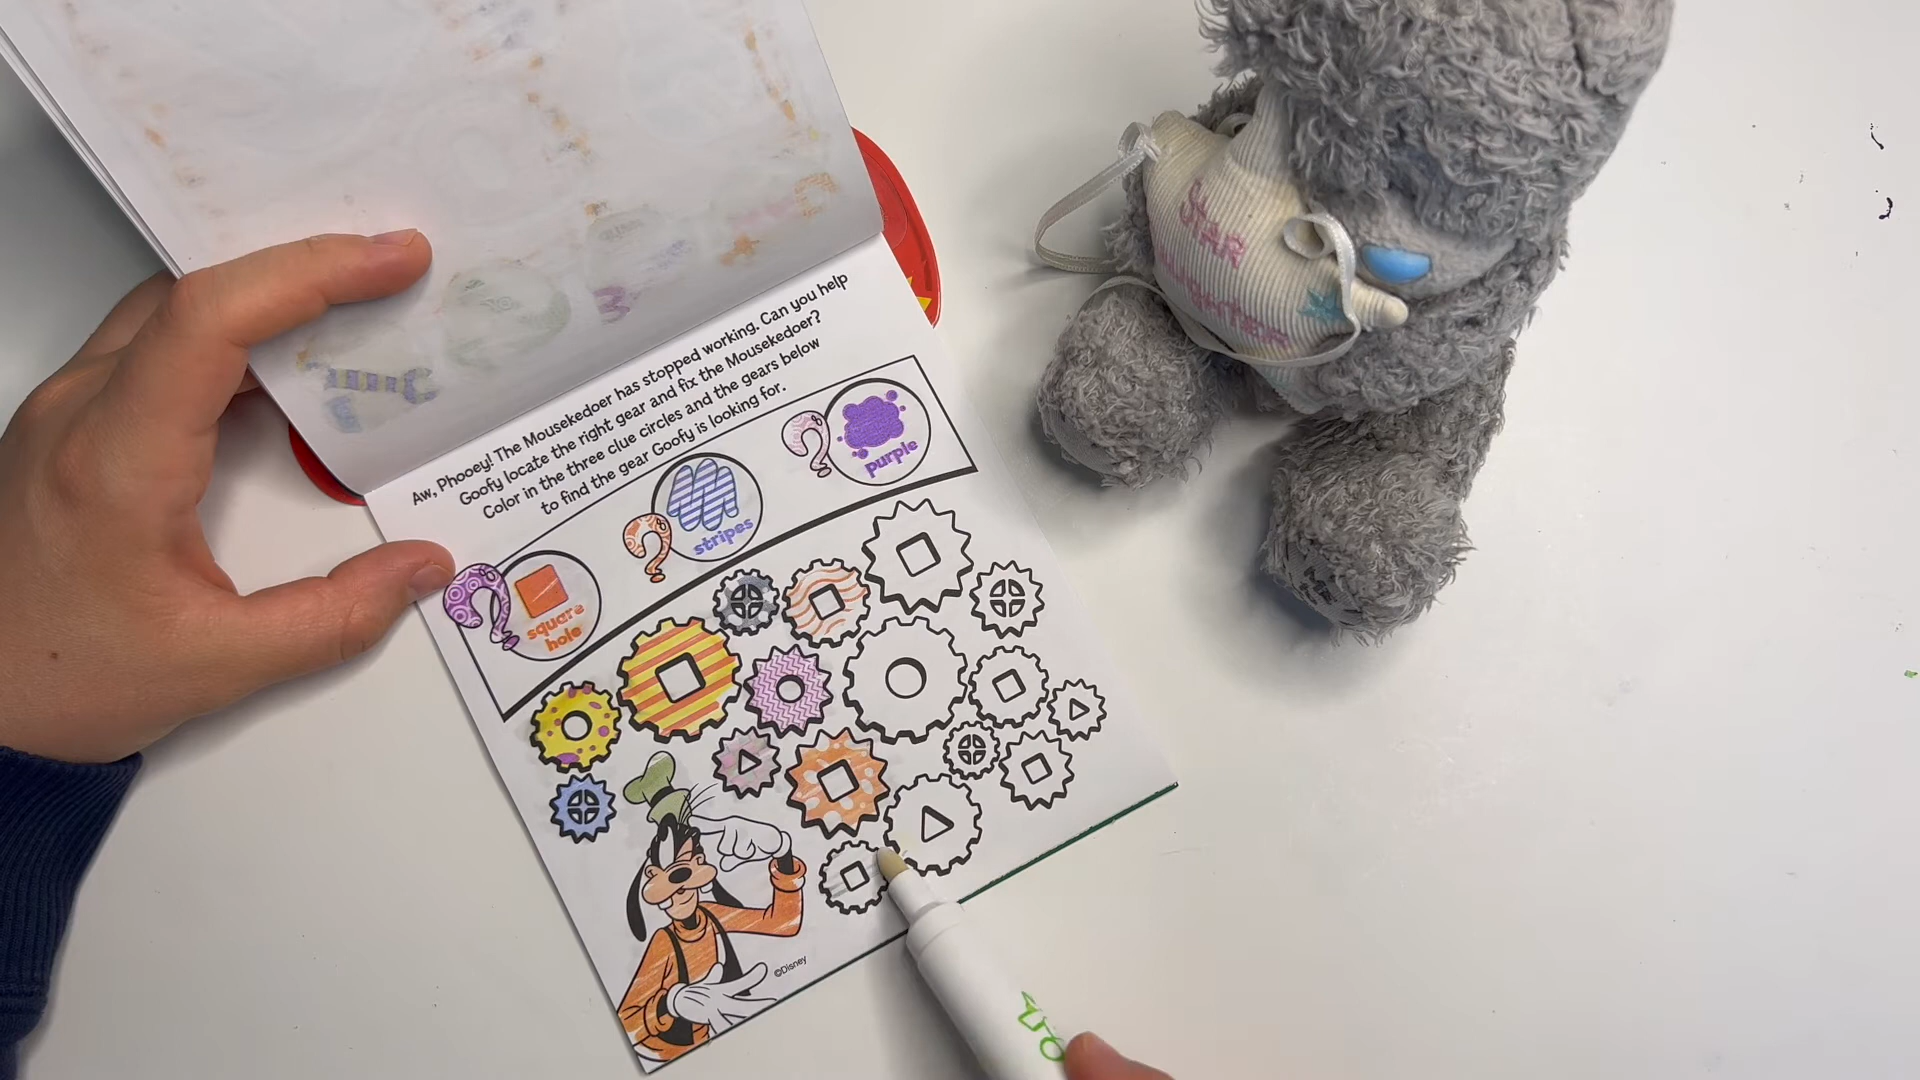 Aw, Phooey! The Mousekedoer has stopped working. Can you help
Goofy locate the right gear and fix the Mousekedoer?
Color in the three clue circles and the gears below
to find the gear Goofy is looking for.
square
hole
stripes
purple
©Disney
STAR